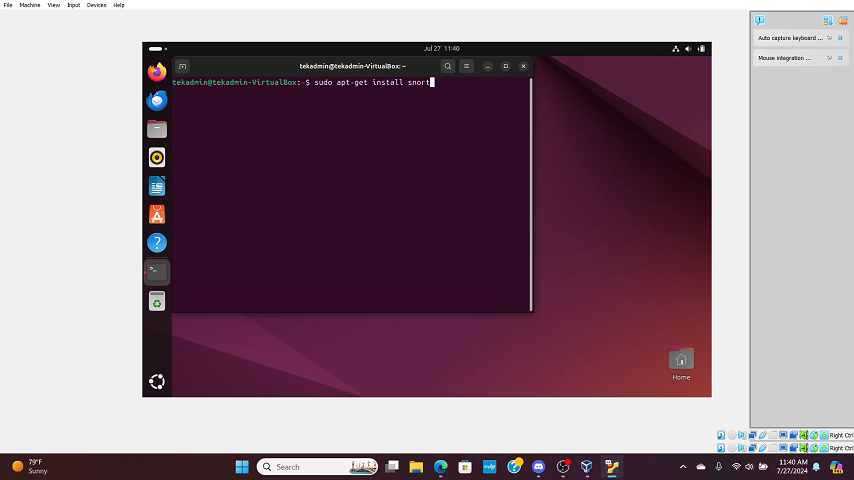 File Machine View Input Devices Help
Auto capture keyboard ...
Mouse integration ...
Jul 27 11:40
tekadmin@tekadmin-VirtualBox: ~
tekadmin@tekadmin-VirtualBox:~$ sudo apt-get install snort
Home
Right Ctrl
Right Ctrl
79°F
Sunny
Search
11:40 AM
7/27/2024